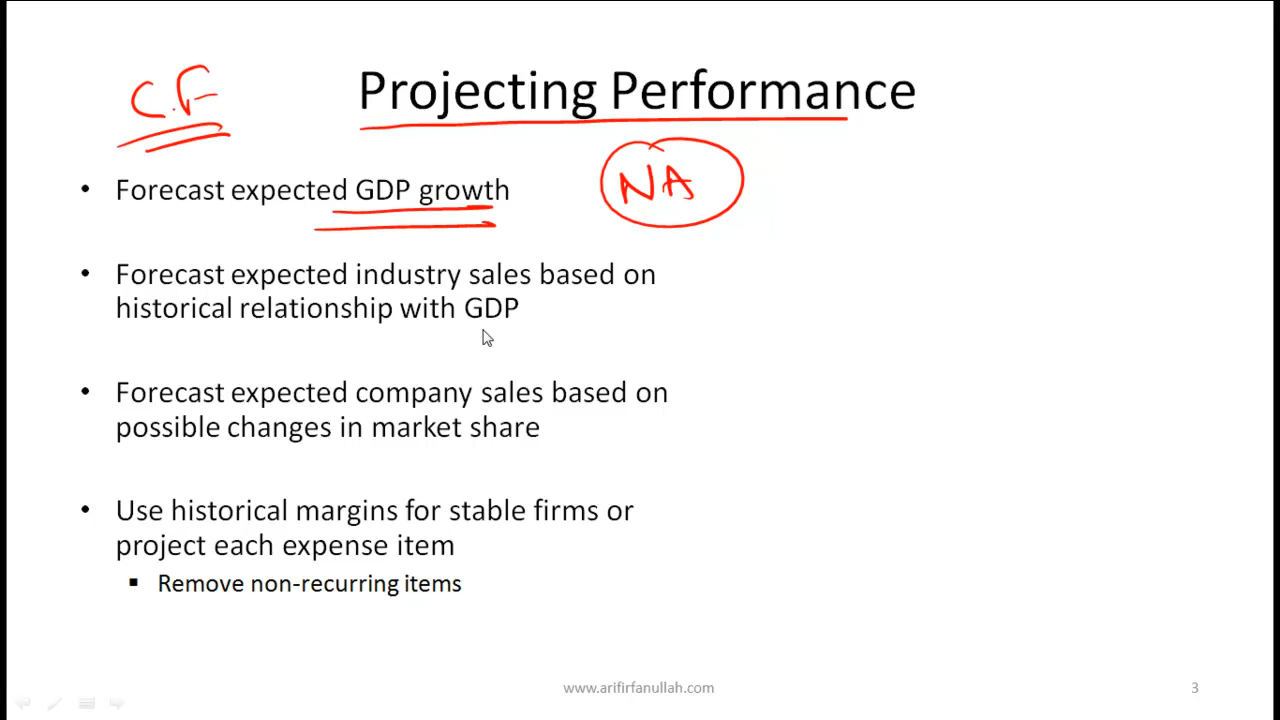 C.F
Projecting Performance
NA
• Forecast expected GDP growth
• Forecast expected industry sales based on
historical relationship with GDP
• Forecast expected company sales based on
possible changes in market share
• Use historical margins for stable firms or
project each expense item
▪ Remove non-recurring items
www.arifirfanullah.com
3